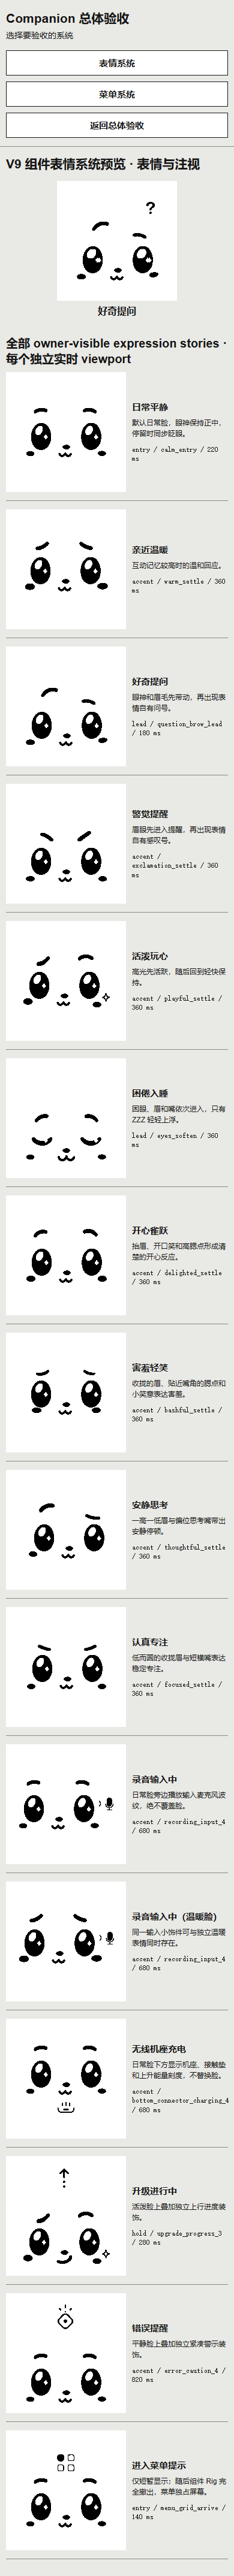 Companion 总体验收
选择要验收的系统
表情系统
菜单系统
返回总体验收
V9 组件表情系统预览 · 表情与注视
?
好奇提问
全部 owner-visible expression stories ·
每个独立实时 viewport
日常平静
默认日常脸，眼神保持正中，
停留时同步眨眼。
entry / calm_entry / 220
ms
亲近温暖
互动记忆较高时的温和回应。
accent / warm_settle / 360
ms
好奇提问
眼神和眉毛先带动，再出现表
情自有问号。
lead / question_brow_lead
/ 180 ms
警觉提醒
眉眼先进入提醒，再出现表情
自有感叹号。
accent /
exclamation_settle / 360
ms
活泼玩心
高光先活跃，随后回到轻快保
持。
accent / playful_settle /
360 ms
困倦入睡
困眼、眉和嘴依次进入，只有
ZZZ 轻轻上浮。
lead / eyes_soften / 360
ms
开心雀跃
抬眉、开口笑和高腮点形成清
楚的开心反应。
accent / delighted_settle
/ 360 ms
害羞轻笑
收拢的眉、贴近嘴角的腮点和
小笑意表达害羞。
accent / bashful_settle /
360 ms
安静思考
一高一低眉与偏位思考嘴带出
安静停顿。
accent / thoughtful_settle
/ 360 ms
认真专注
低而圆的收拢眉与短横嘴表达
稳定专注。
accent / focused_settle /
360 ms
录音输入中
日常脸旁边播放输入麦克风波
纹，绝不覆盖脸。
accent / recording_input_4
/ 680 ms
录音输入中（温暖脸）
同一输入小饰件可与独立温暖
表情同时存在。
accent / recording_input_4
/ 680 ms
无线机座充电
日常脸下方显示机座、接触垫
和上升能量刻度，不替换脸。
accent /
bottom_connector_charging_4
/ 680 ms
升级进行中
活泼脸上叠加独立上行进度装
饰。
hold / upgrade_progress_3
/ 280 ms
错误提醒
平静脸上叠加独立紧凑警示装
饰。
accent / error_caution_4 /
820 ms
进入菜单提示
仅短暂显示；随后组件 Rig 完
全撤出，菜单独占屏幕。
entry / menu_grid_arrive /
140 ms